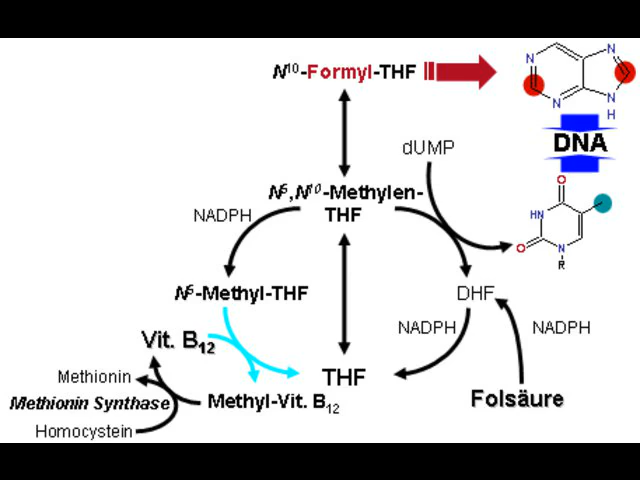 N¹⁰-Formyl-THF
N
N
N
N
H
DNA
dUMP
N⁵,N¹⁰-Methylen-
THF
NADPH
O
HN
O
N
R
N⁵-Methyl-THF
DHF
Vit. B₁₂
NADPH
NADPH
Methionin
THF
Methionin Synthase
Methyl-Vit. B₁₂
Folsäure
Homocystein